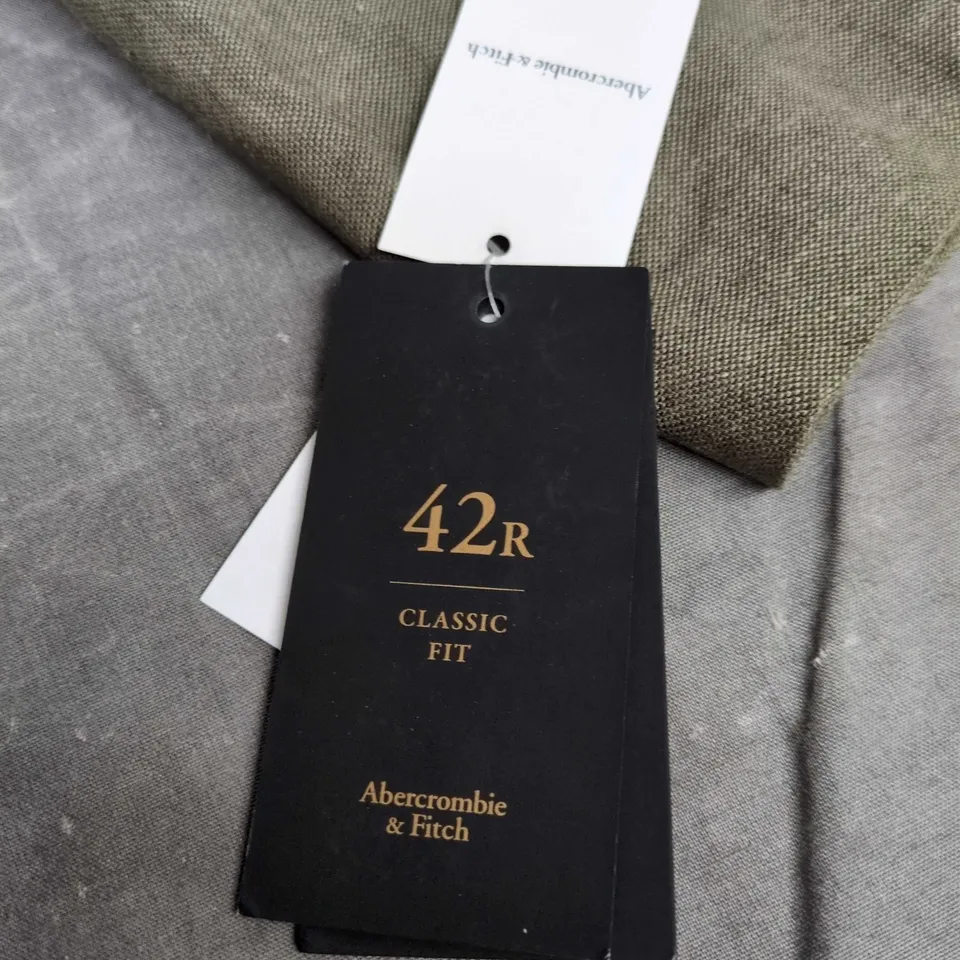 Abercrombie & Fitch
42R
CLASSIC
FIT
Abercrombie
& Fitch